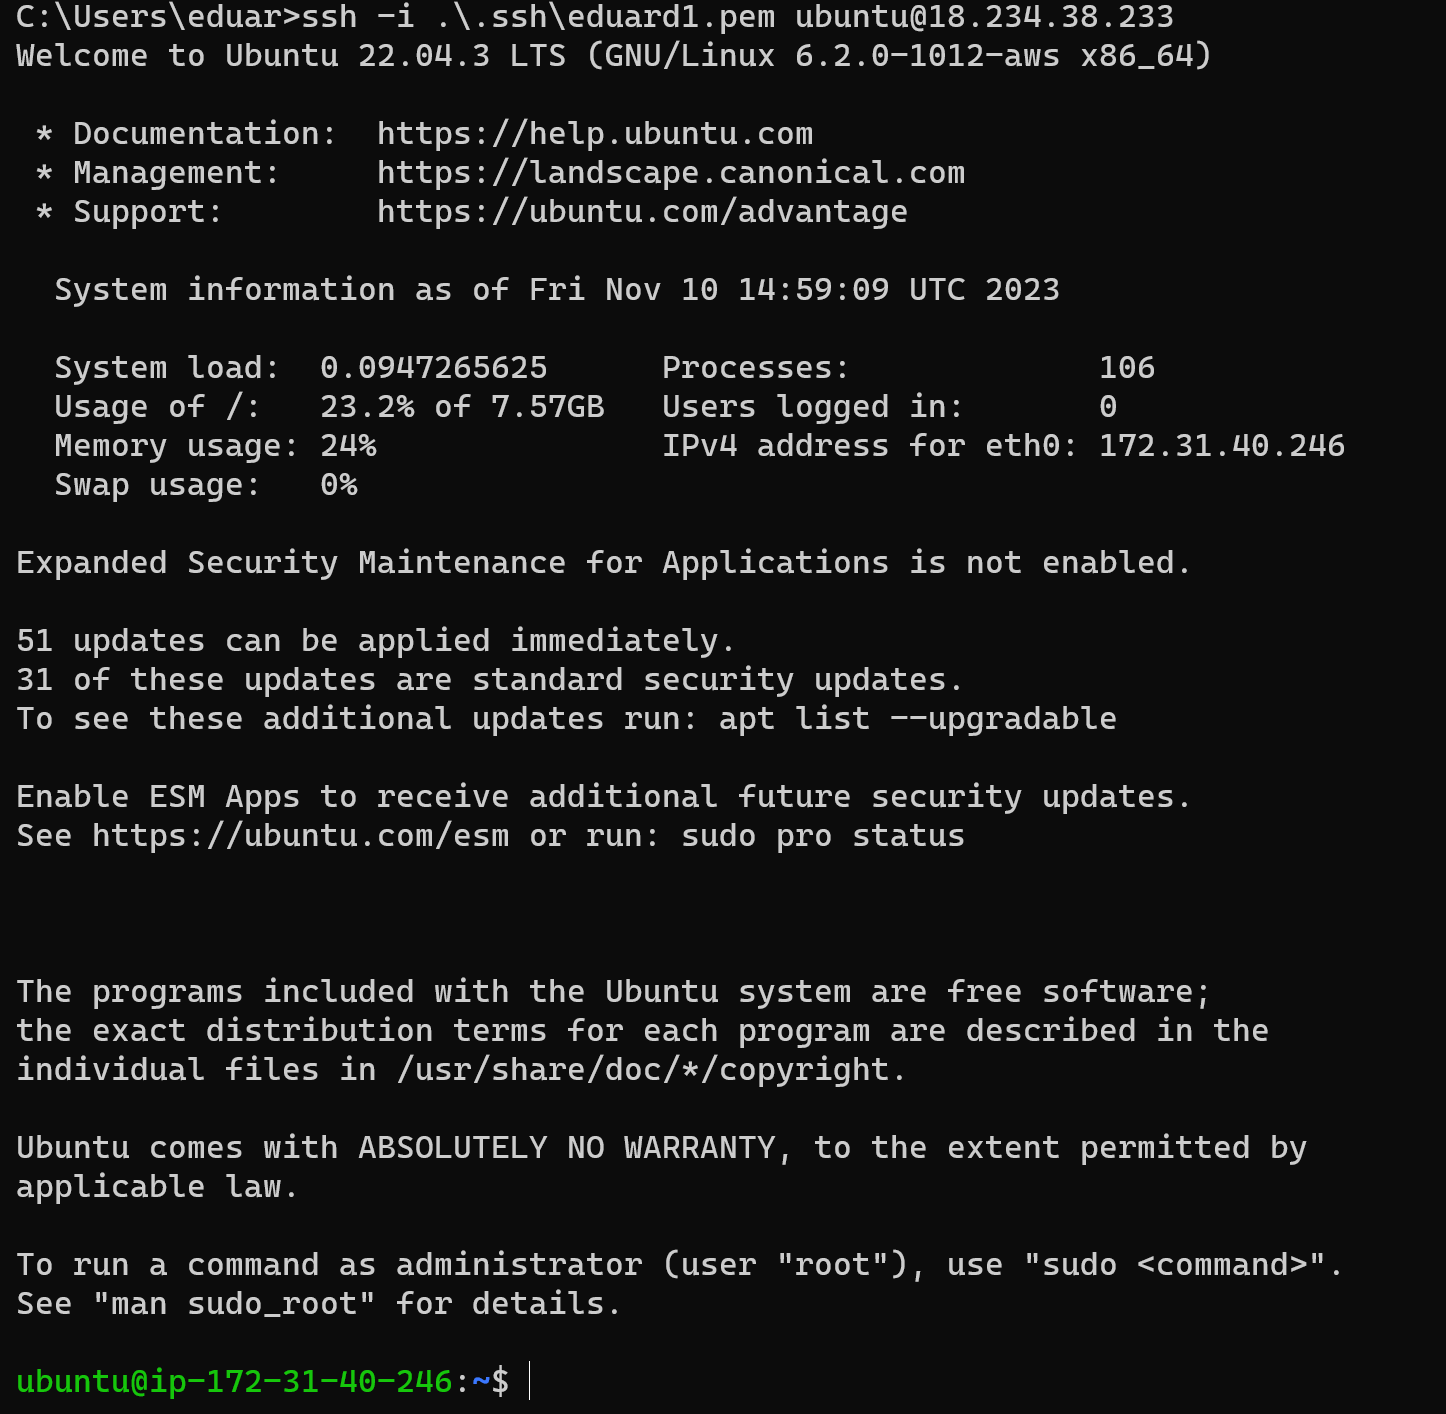 C:\Users\eduar>ssh -i .\.ssh\eduard1.pem ubuntu@18.234.38.233
Welcome to Ubuntu 22.04.3 LTS (GNU/Linux 6.2.0-1012-aws x86_64)
* Documentation:  https://help.ubuntu.com
* Management:     https://landscape.canonical.com
* Support:        https://ubuntu.com/advantage
System information as of Fri Nov 10 14:59:09 UTC 2023
System load:  0.0947265625      Processes:             106
Usage of /:   23.2% of 7.57GB   Users logged in:       0
Memory usage: 24%               IPv4 address for eth0: 172.31.40.246
Swap usage:   0%
Expanded Security Maintenance for Applications is not enabled.
51 updates can be applied immediately.
31 of these updates are standard security updates.
To see these additional updates run: apt list --upgradable
Enable ESM Apps to receive additional future security updates.
See https://ubuntu.com/esm or run: sudo pro status
The programs included with the Ubuntu system are free software;
the exact distribution terms for each program are described in the
individual files in /usr/share/doc/*/copyright.
Ubuntu comes with ABSOLUTELY NO WARRANTY, to the extent permitted by
applicable law.
To run a command as administrator (user "root"), use "sudo <command>".
See "man sudo_root" for details.
ubuntu@ip-172-31-40-246:~$